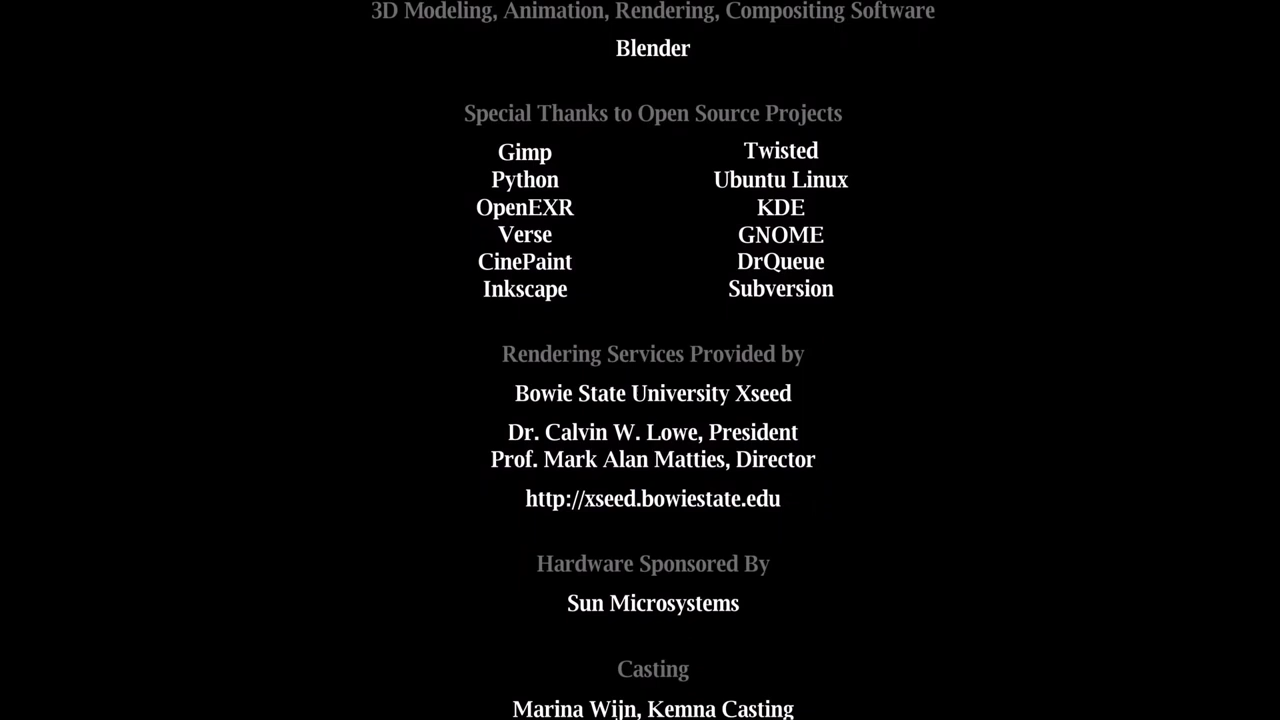 3D Modeling, Animation, Rendering, Compositing Software
Blender
Special Thanks to Open Source Projects
Gimp Twisted
Python Ubuntu Linux
OpenEXR KDE
Verse GNOME
CinePaint DrQueue
Inkscape Subversion
Rendering Services Provided by
Bowie State University Xseed
Dr. Calvin W. Lowe, President
Prof. Mark Alan Matties, Director
http://xseed.bowiestate.edu
Hardware Sponsored By
Sun Microsystems
Casting
Marina Wijn, Kemna Casting